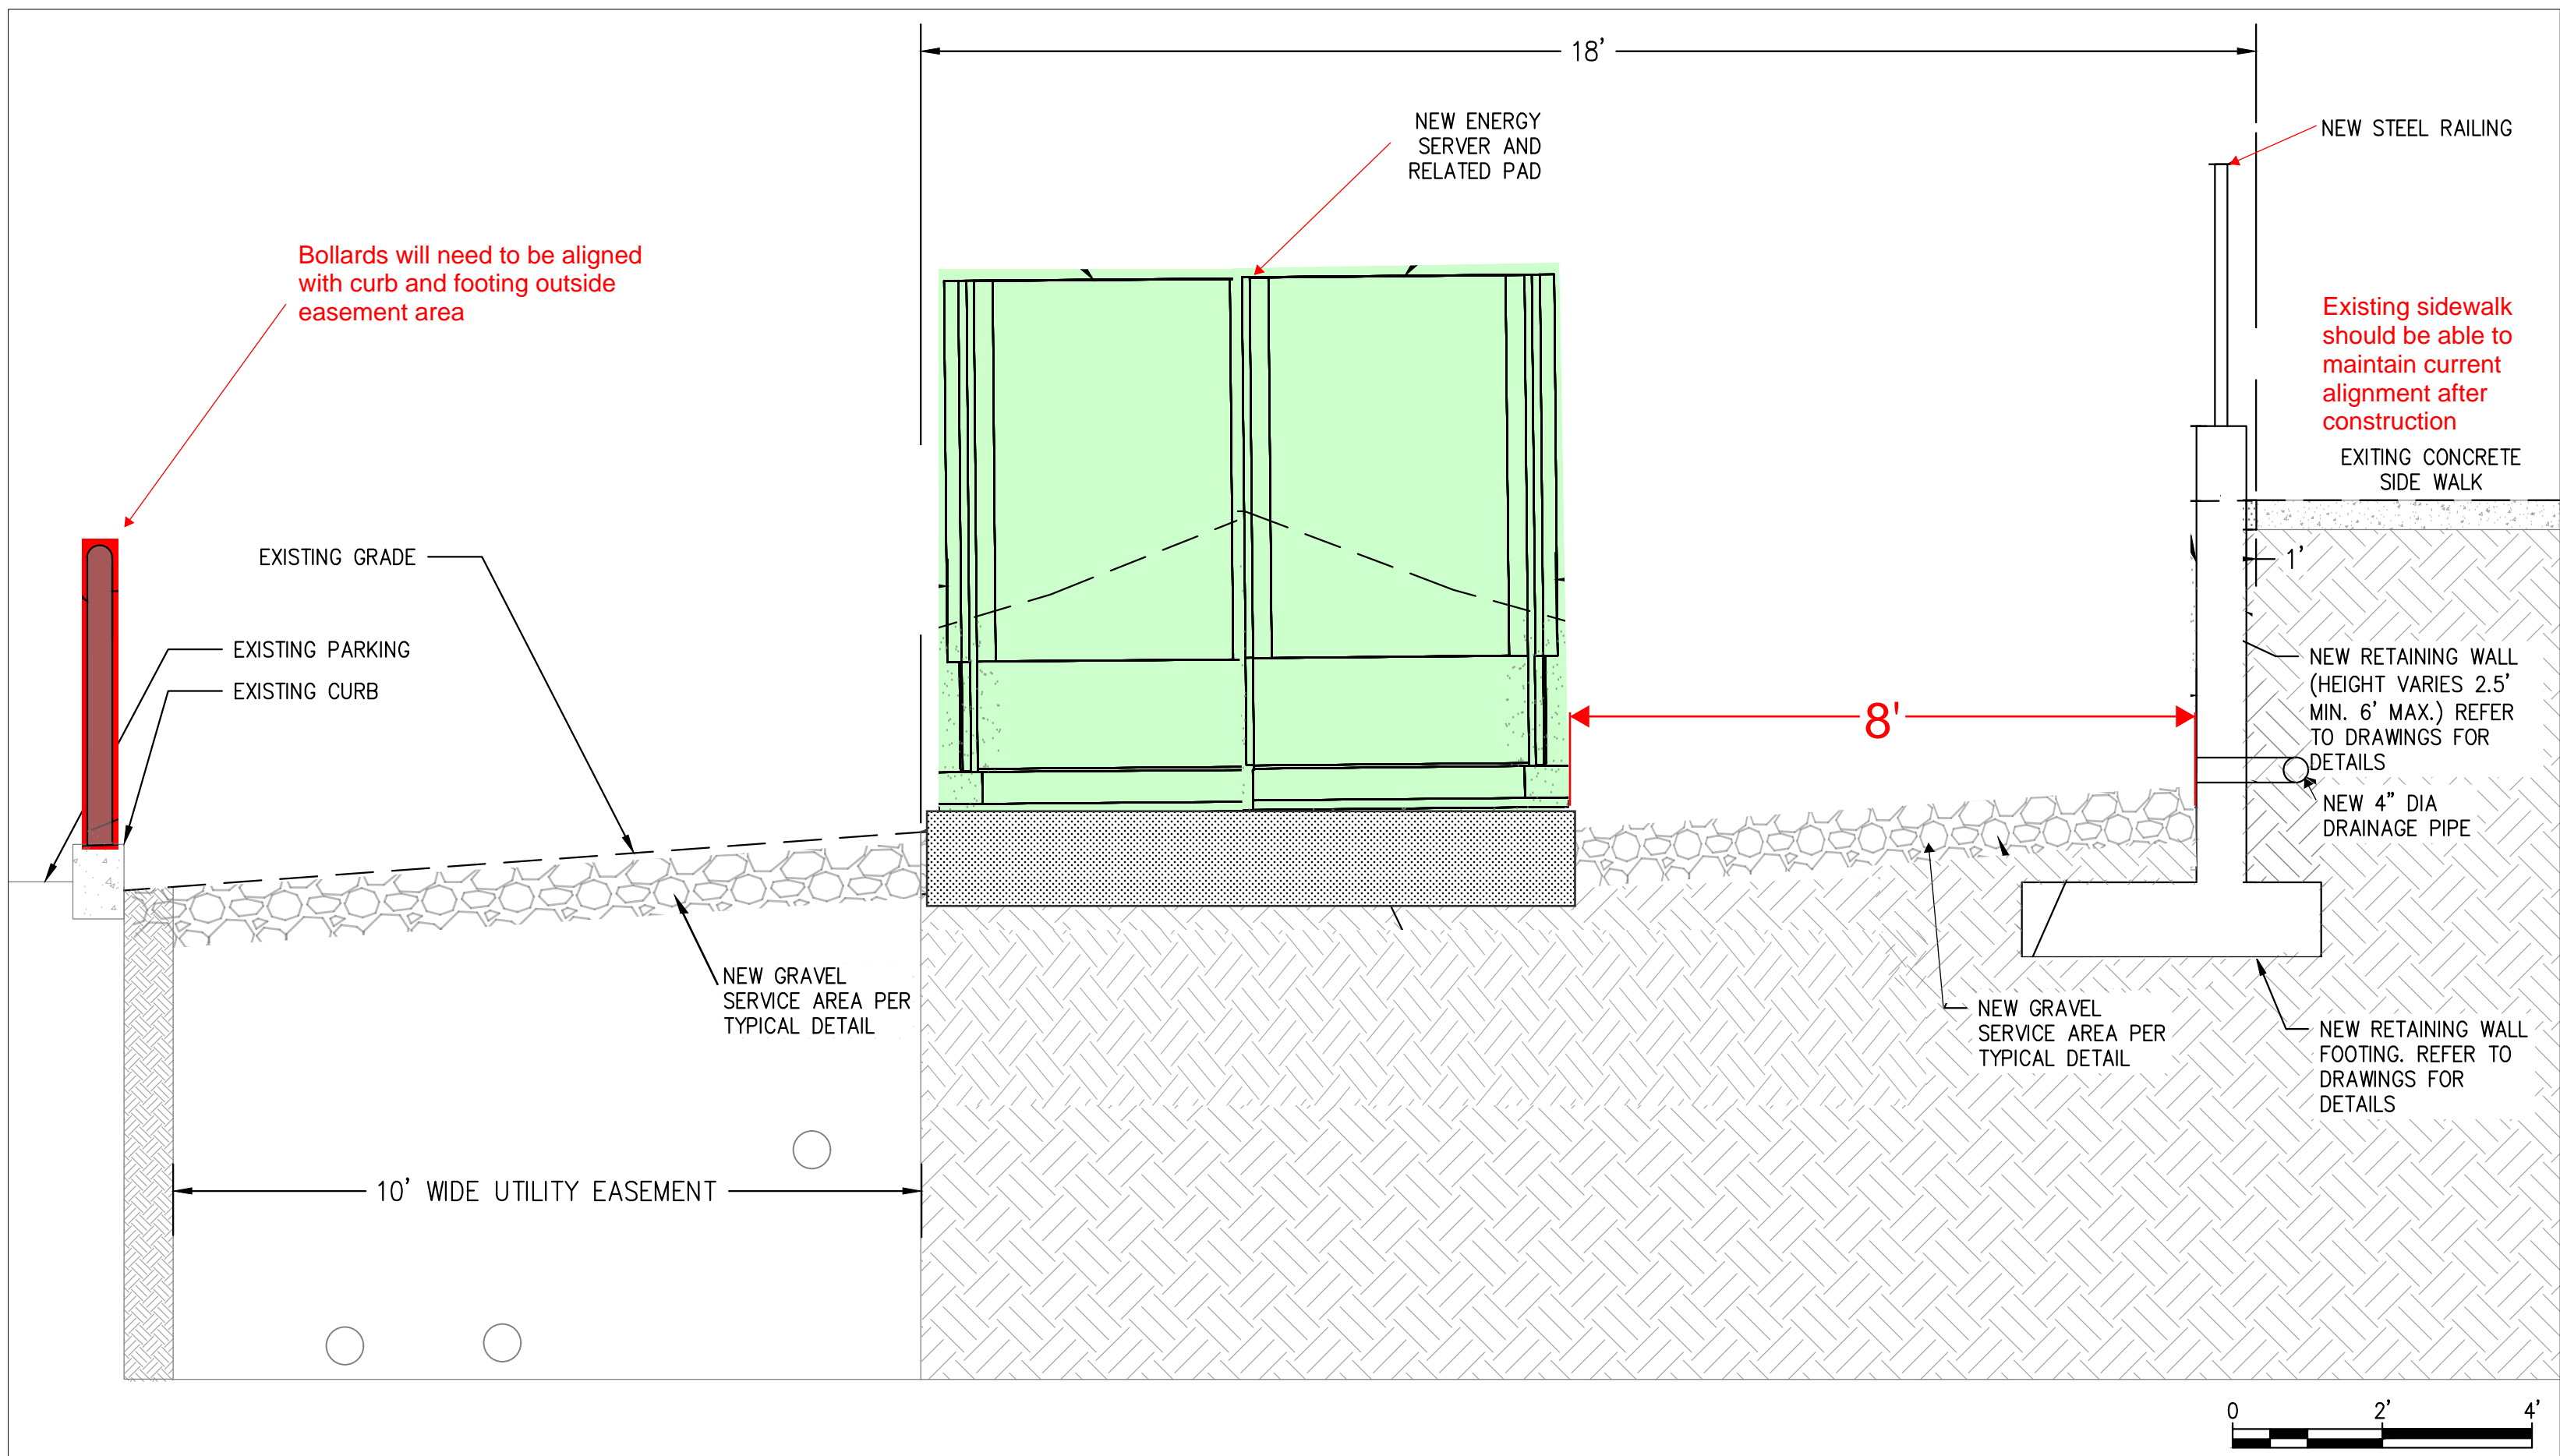 18'
NEW ENERGY
SERVER AND
RELATED PAD
NEW STEEL RAILING
Bollards will need to be aligned
with curb and footing outside
easement area
Existing sidewalk
should be able to
maintain current
alignment after
construction
EXITING CONCRETE
SIDE WALK
EXISTING GRADE
1'
EXISTING PARKING
EXISTING CURB
8'
NEW RETAINING WALL
(HEIGHT VARIES 2.5'
MIN. 6' MAX.) REFER
TO DRAWINGS FOR
DETAILS
NEW 4" DIA
DRAINAGE PIPE
NEW GRAVEL
SERVICE AREA PER
TYPICAL DETAIL
NEW GRAVEL
SERVICE AREA PER
TYPICAL DETAIL
NEW RETAINING WALL
FOOTING. REFER TO
DRAWINGS FOR
DETAILS
10' WIDE UTILITY EASEMENT
0 2' 4'